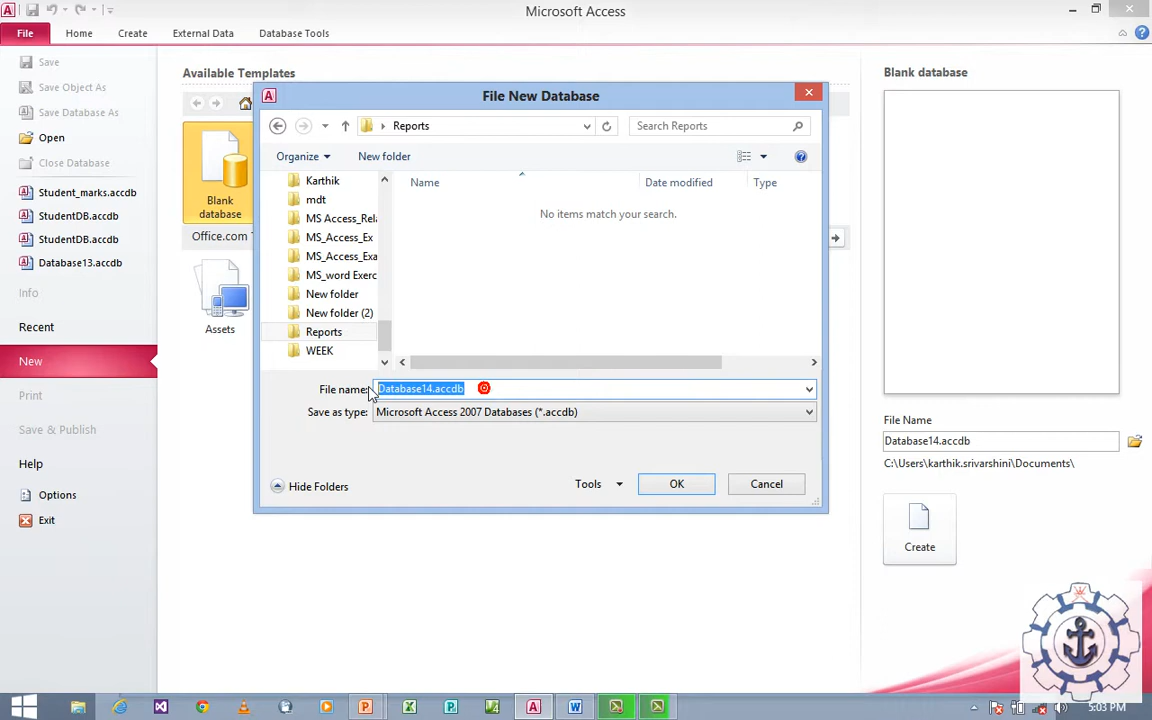 Microsoft Access
File
Home
Create
External Data
Database Tools
Save
Save Object As
Save Database As
Open
Close Database
Student_marks.accdb
StudentDB.accdb
StudentDB.accdb
Database13.accdb
Info
Recent
New
Print
Save & Publish
Help
Options
Exit
Available Templates
Blank
database
Office.com
Assets
File New Database
Reports
Search Reports
Organize
New folder
Karthik
mdt
MS Access_Rel
MS_Access_Ex
MS_Access_Exa
MS_word Exerc
New folder
New folder (2)
Reports
WEEK
Name
Date modified
Type
No items match your search.
File name:
Database14.accdb
Save as type:
Microsoft Access 2007 Databases (*.accdb)
Hide Folders
Tools
OK
Cancel
Blank database
File Name
Database14.accdb
C:\Users\karthik.srivarshini\Documents\
Create
5:03 PM